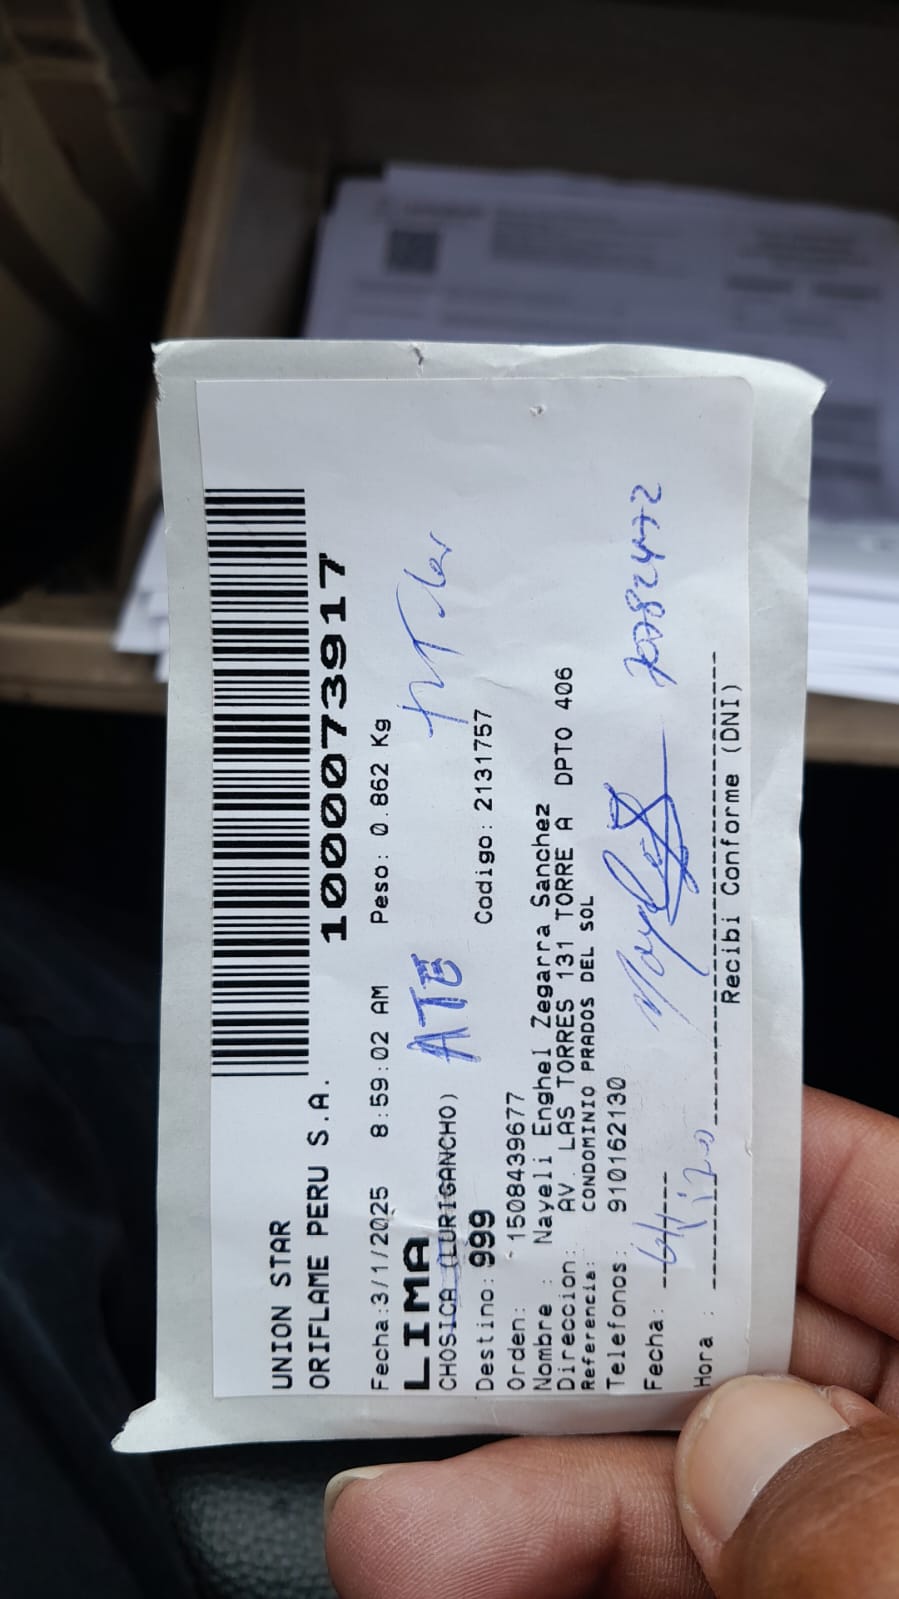 UNION STAR
ORIFLAME PERU S.A.
1000073917
Fecha:3/1/2025 8:59:02 AM Peso: 0.862 Kg
LIMA
CHOSICA (LURIGANCHO) ATE
Destino: 999 Codigo: 2131757
Orden: 1508439677
Nombre : Nayeli Enghel Zegarra Sanchez
Direccion: AV. LAS TORRES 131 TORRE A DPTO 406
Referencia: CONDOMINIO PRADOS DEL SOL
Telefonos: 910162130
Fecha:
Hora :
Recibi Conforme (DNI)